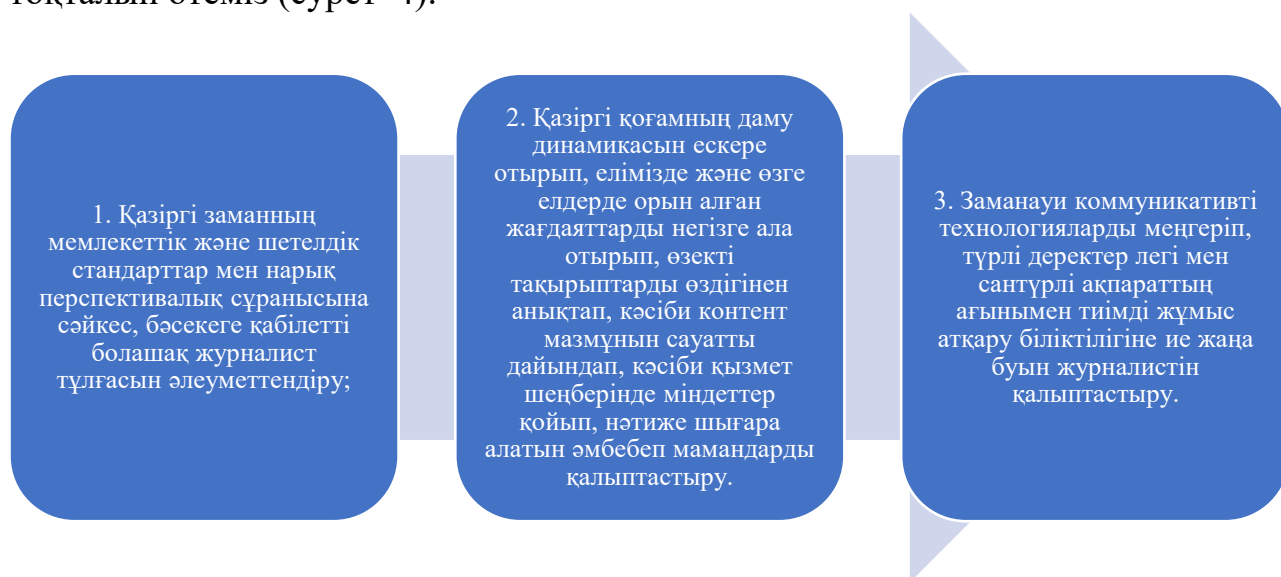 тоқталып өтеміз (сурет- 4).
1. Қазіргі заманның
мемлекеттік және шетелдік
стандарттар мен нарық
перспективалық сұранысына
сәйкес, бәсекеге қабілетті
болашақ журналист
тұлғасын әлеуметтендіру;
2. Қазіргі қоғамның даму
динамикасын ескере
отырып, елімізде және өзге
елдерде орын алған
жағдаяттарды негізге ала
отырып, өзекті
тақырыптарды өздігінен
анықтап, кәсіби контент
мазмұнын сауатты
дайындап, кәсіби қызмет
шеңберінде міндеттер
қойып, нәтиже шығара
алатын әмбебеп мамандарды
қалыптастыру.
3. Заманауи коммуникативті
технологияларды меңгеріп,
түрлі деректер легі мен
сантүрлі ақпараттың
ағынымен тиімді жұмыс
атқару біліктілігіне ие жаңа
буын журналистін
қалыптастыру.